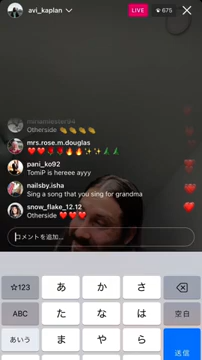 avi_kaplan
LIVE
675
miriamvesser94
Otherside 👏👏👏👏
mrs.rose.m.douglas
pani_ko92
TomiP is hereee ayyy
nailsby.isha
Sing a song that you sing for grandma
snow_flake_12.12
Otherside ❤️❤️❤️
コメントを追加...
☆123 あ か さ
ABC た な は 空白
あいう ま や ら 送信